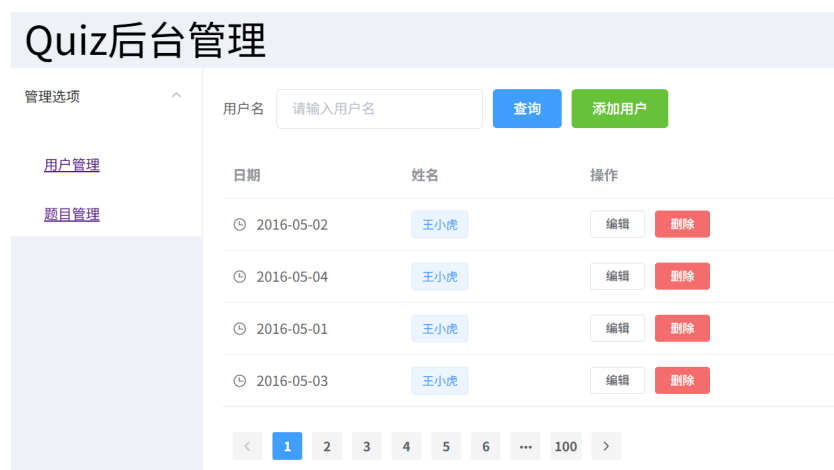 Quiz后台管理
管理选项
用户管理
题目管理
用户名 请输入用户名 查询 添加用户
日期 姓名 操作
2016-05-02 王小虎 编辑 删除
2016-05-04 王小虎 编辑 删除
2016-05-01 王小虎 编辑 删除
2016-05-03 王小虎 编辑 删除
1 2 3 4 5 6 ··· 100